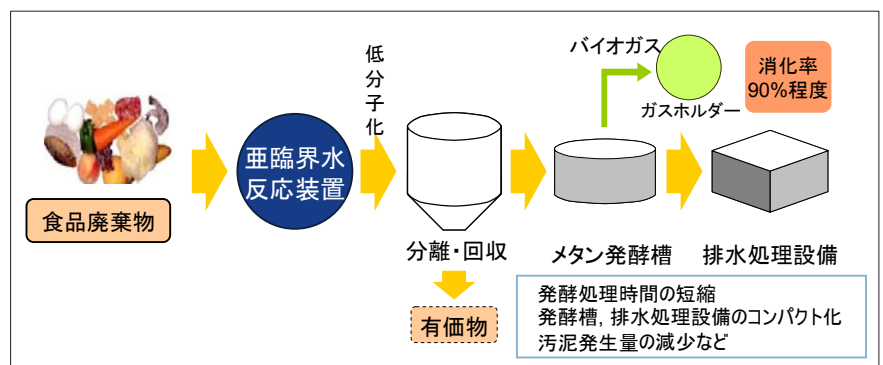 食品廃棄物
亜臨界水
反応装置
低分子化
分離・回収
有価物
バイオガス
ガスホルダー
消化率
90%程度
メタン発酵槽
排水処理設備
発酵処理時間の短縮
発酵槽, 排水処理設備のコンパクト化
汚泥発生量の減少など